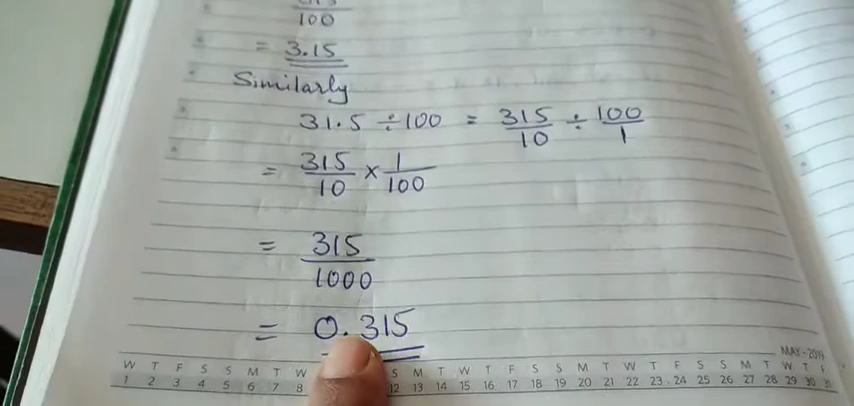 100
= 3.15
Similarly
31.5 ÷ 100 = 315/10 ÷ 100/1
= 315/10 × 1/100
= 315/1000
= 0.315
MAY - 2019
W T F S S M T W S M T W T F S S M T W T F S S M T W T F
1 2 3 4 5 6 7 8 12 13 14 15 16 17 18 19 20 21 22 23 24 25 26 27 28 29 30 31